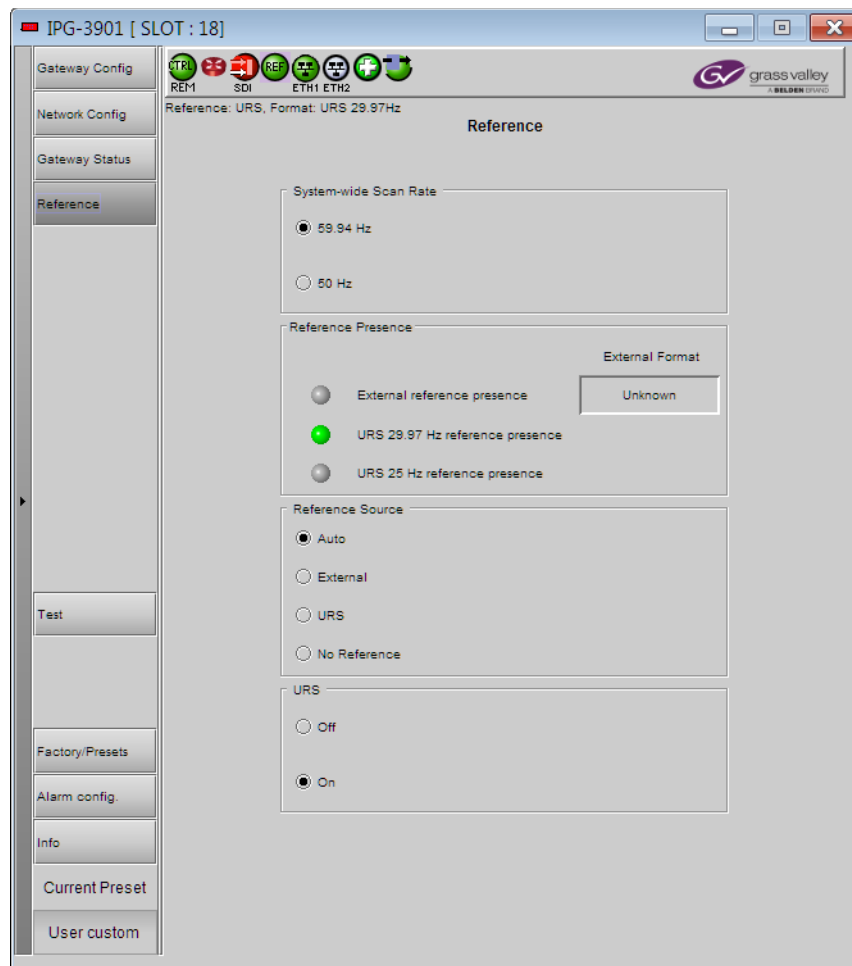 IPG-3901 [ SLOT : 18]
Gateway Config
Network Config
Gateway Status
Reference
Test
Factory/Presets
Alarm config.
Info
Current Preset
User custom
CTRL REF
REM SDI ETH1 ETH2
GV grass valley
A BELDEN BRAND
Reference: URS, Format: URS 29.97Hz
Reference
System-wide Scan Rate
59.94 Hz
50 Hz
Reference Presence
External Format
External reference presence Unknown
URS 29.97 Hz reference presence
URS 25 Hz reference presence
Reference Source
Auto
External
URS
No Reference
URS
Off
On